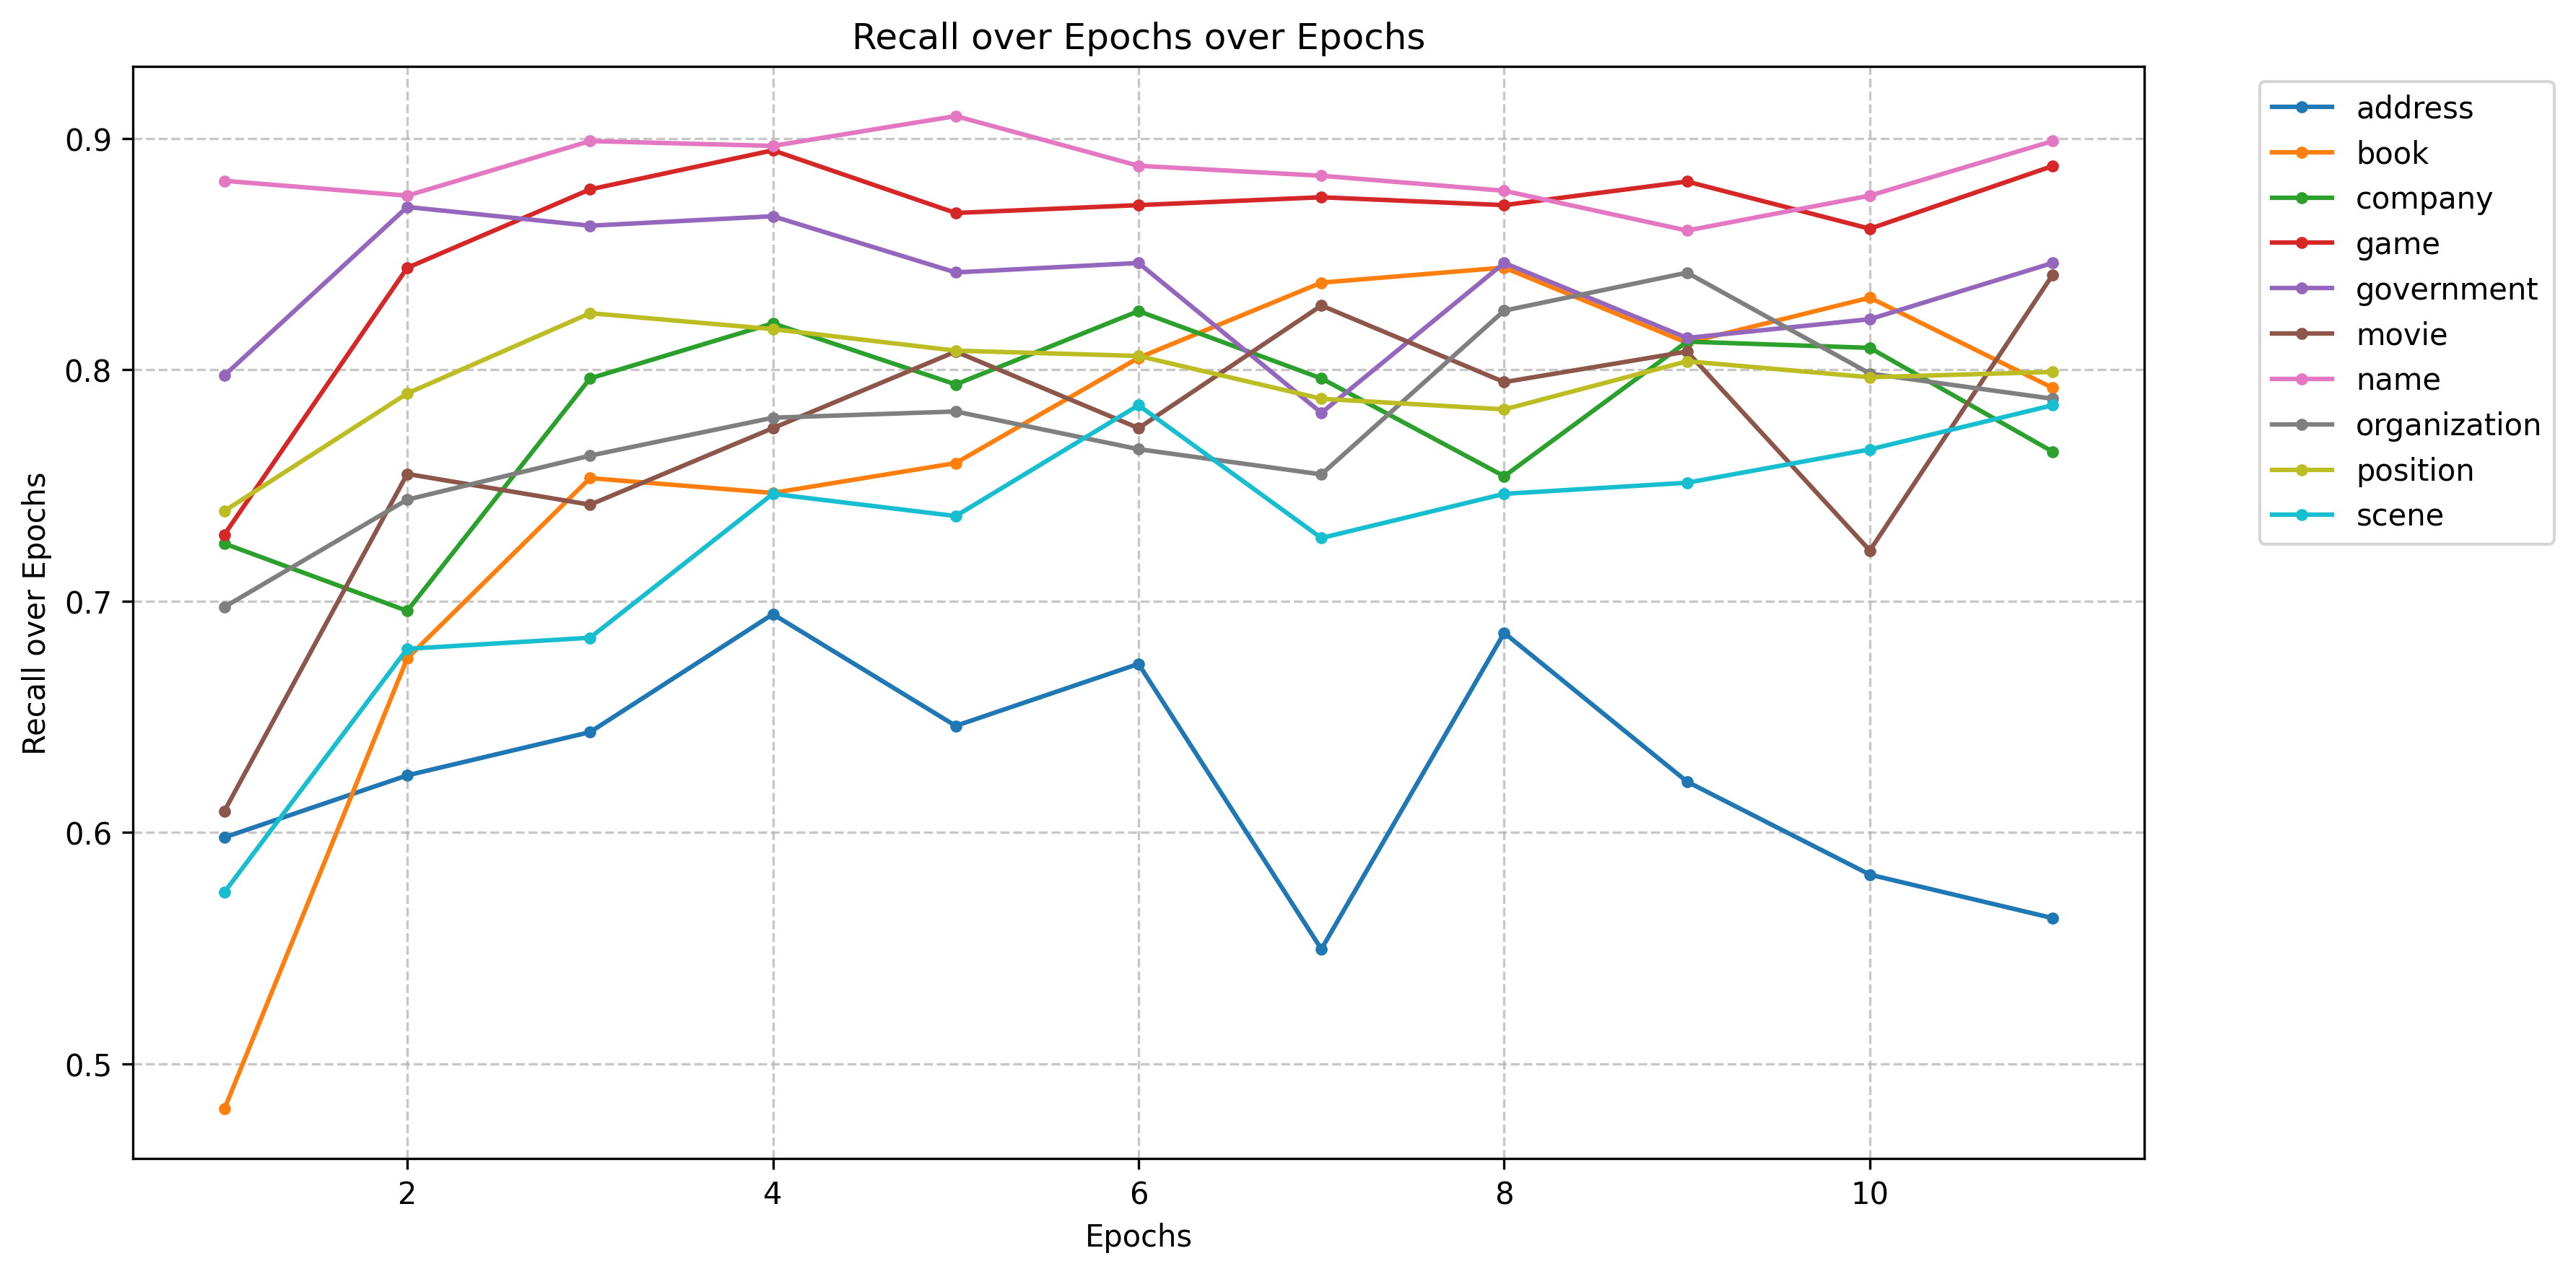 Recall over Epochs over Epochs
Recall over Epochs
0.9
0.8
0.7
0.6
0.5
2 4 6 8 10
Epochs
address
book
company
game
government
movie
name
organization
position
scene